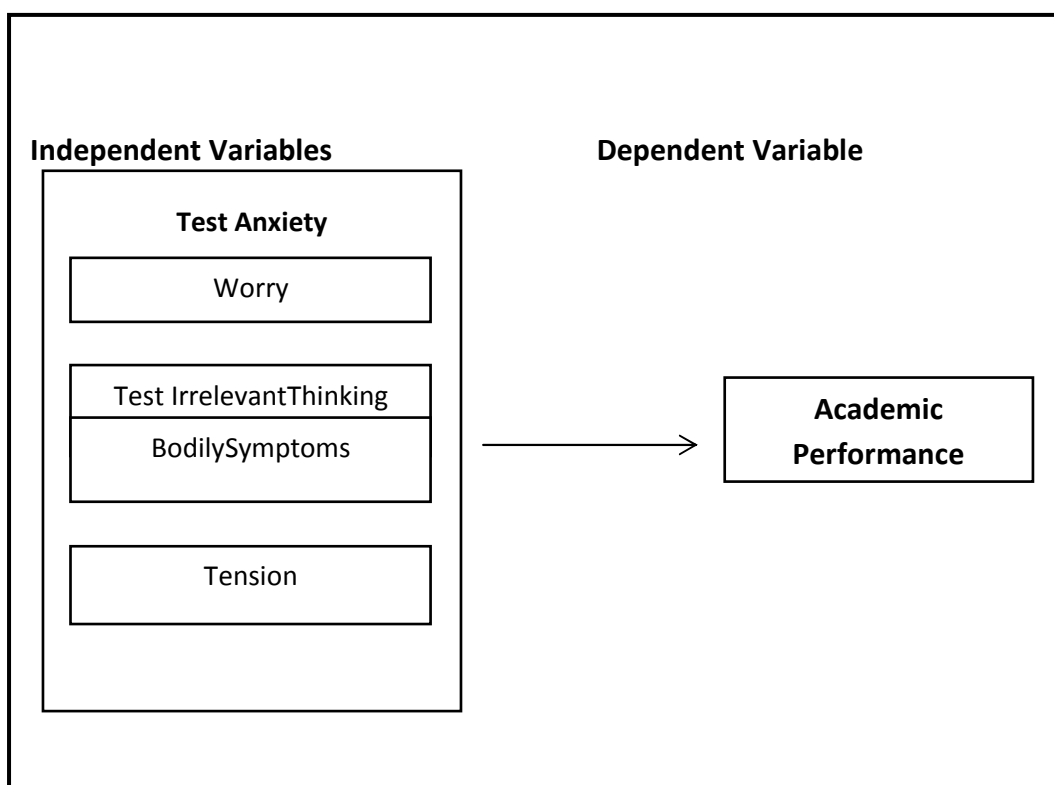 Independent Variables
Dependent Variable
Test Anxiety
Worry
Test IrrelevantThinking
BodilySymptoms
Tension
Academic
Performance